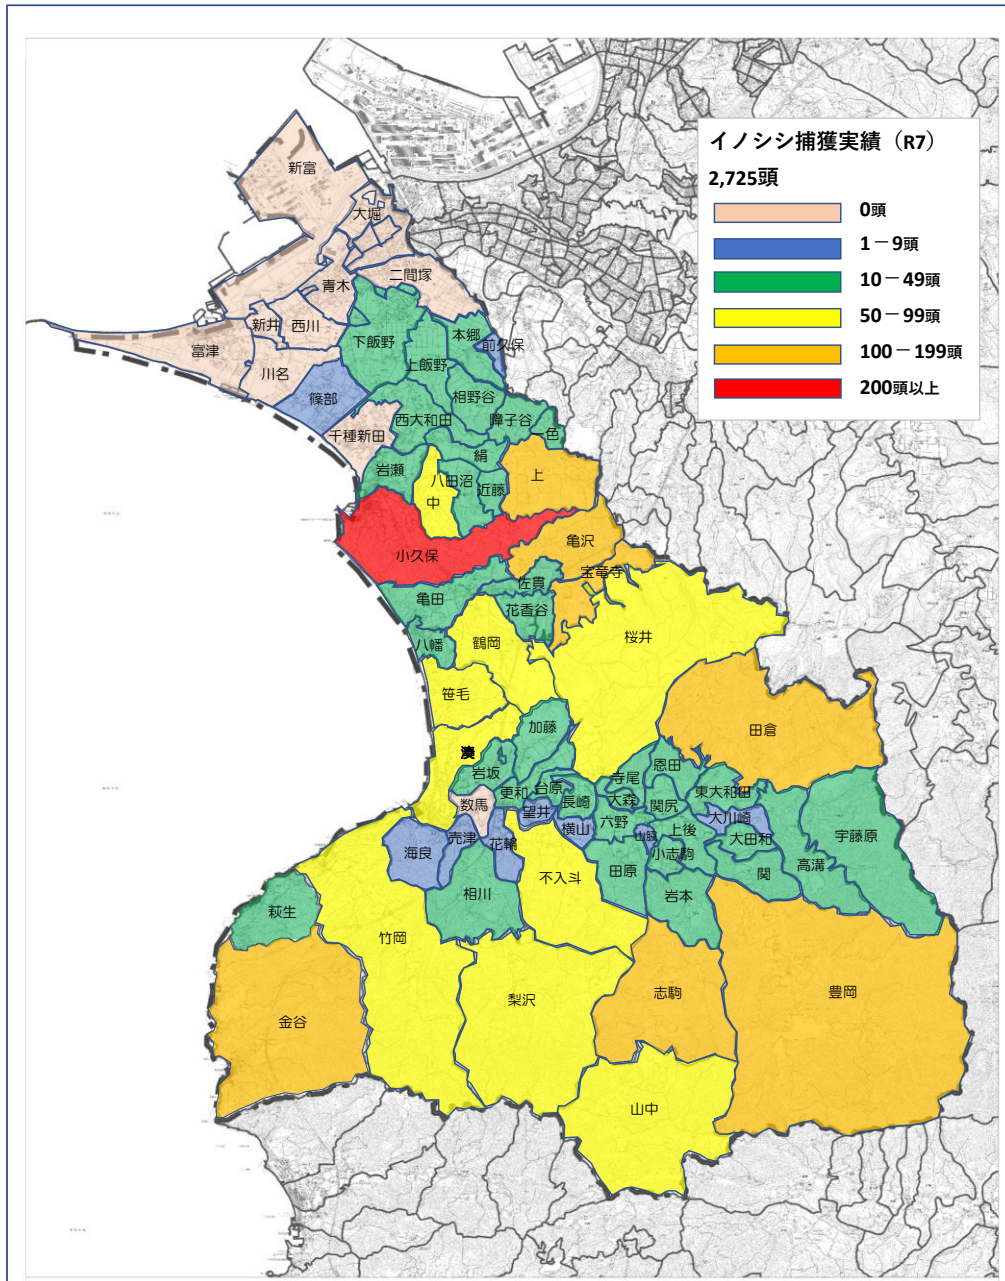 イノシシ捕獲実績（R7）
2,725頭
0頭
1－9頭
10－49頭
50－99頭
100－199頭
200頭以上
新富
大堀
二間塚
青木
新井
西川
富津
川名
下飯野
本郷
前久保
上飯野
篠部
相野谷
西大和田
障子谷
千種新田
一色
絹
岩瀬
八田沼
近藤
上
中
小久保
亀沢
宝竜寺
佐貫
亀田
花香谷
八幡
鶴岡
桜井
笹毛
加藤
田倉
湊
岩坂
恩田
寺尾
台原
更和
大森
長崎
関尻
東大和田
数馬
望井
横山
六野
山脇
上後
大川崎
大田和
宇藤原
海良
売津
花輪
小志駒
不入斗
田原
関
高溝
相川
岩本
萩生
竹岡
志駒
豊岡
梨沢
金谷
山中